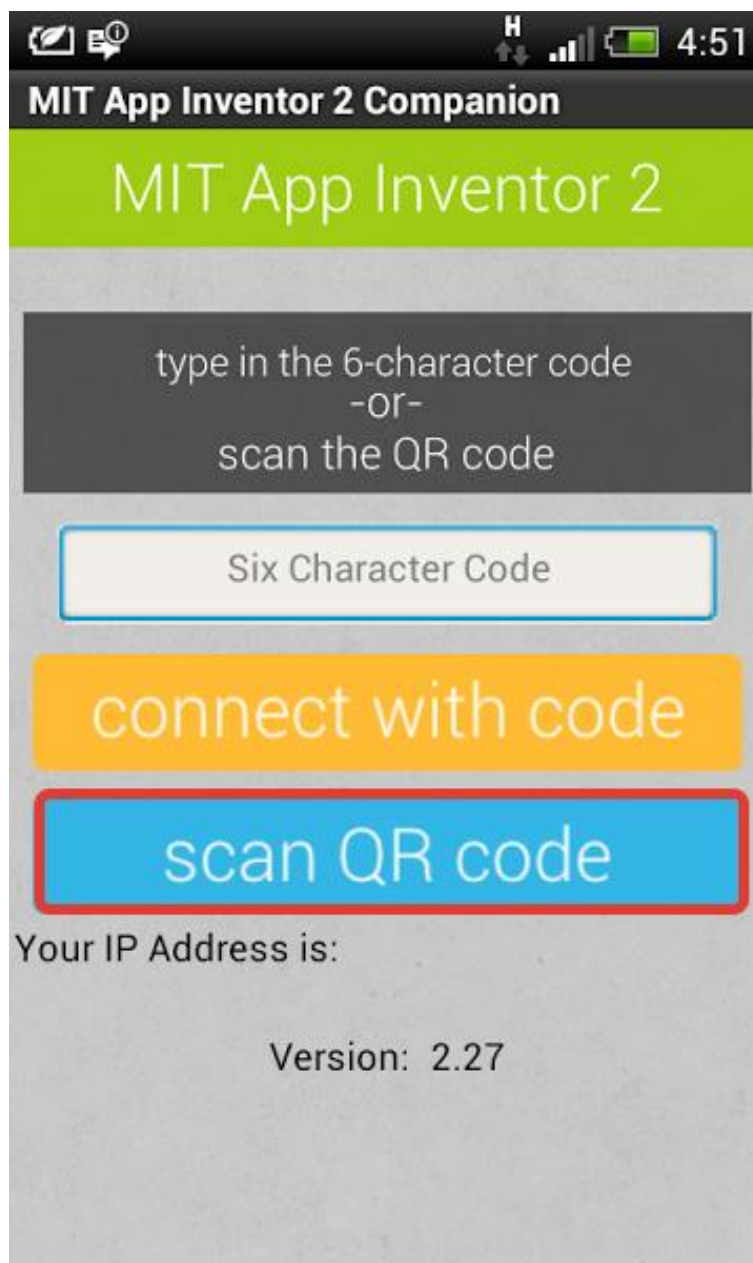 H
4:51
MIT App Inventor 2 Companion
MIT App Inventor 2
type in the 6-character code
-or-
scan the QR code
Six Character Code
connect with code
scan QR code
Your IP Address is:
Version: 2.27